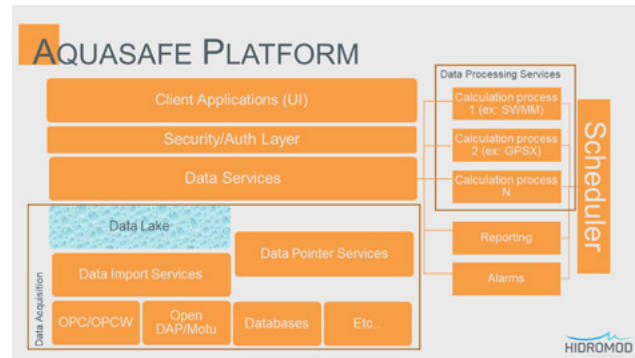 AQUASAFE PLATFORM
Client Applications (UI)
Security/Auth Layer
Data Services
Data Acquisition
Data Lake
Data Import Services
Data Pointer Services
OPC/OPCW
Open
DAP/Motu
Databases
Etc..
Data Processing Services
Calculation process
1 (ex: SWMM)
Calculation process
2 (ex: GPSX)
Calculation process
N
Reporting
Alarms
Scheduler
HIDROMOD